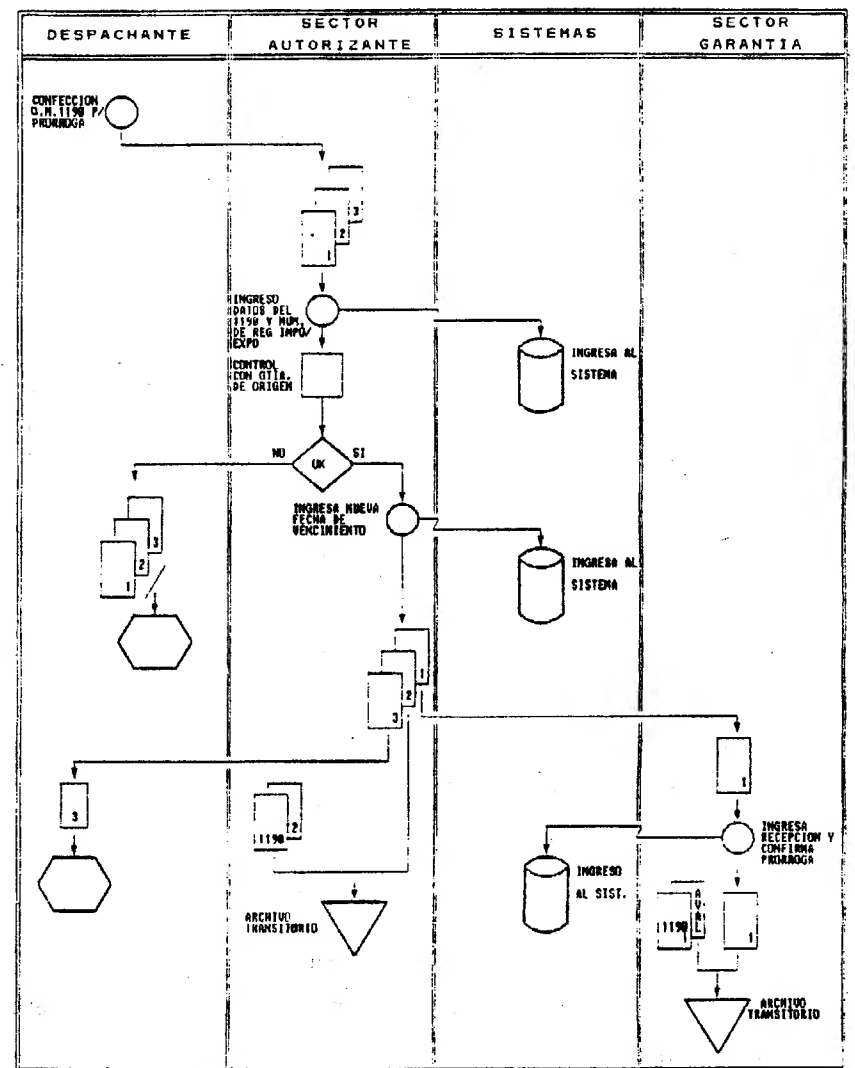 DESPACHANTE
SECTOR
AUTORIZANTE
SISTEMAS
SECTOR
GARANTIA
CONFECCION
O.M.1190 P/
PRORROGA
3
2
1
INGRESO
DATOS DEL
1190 Y NUM.
DE REG IMPO/
EXPO
INGRESA AL
SISTEMA
CONTROL
CON GTIA.
DE ORIGEN
NO
OK
SI
INGRESA NUEVA
FECHA DE
VENCIMIENTO
3
2
1
INGRESA AL
SISTEMA
1
2
3
1
3
2
1190
INGRESA
RECEPCION Y
CONFIRMA
PRORROGA
INGRESO
AL SIST.
AVAL
1190
1
ARCHIVO
TRANSITORIO
ARCHIVO
TRANSITORIO